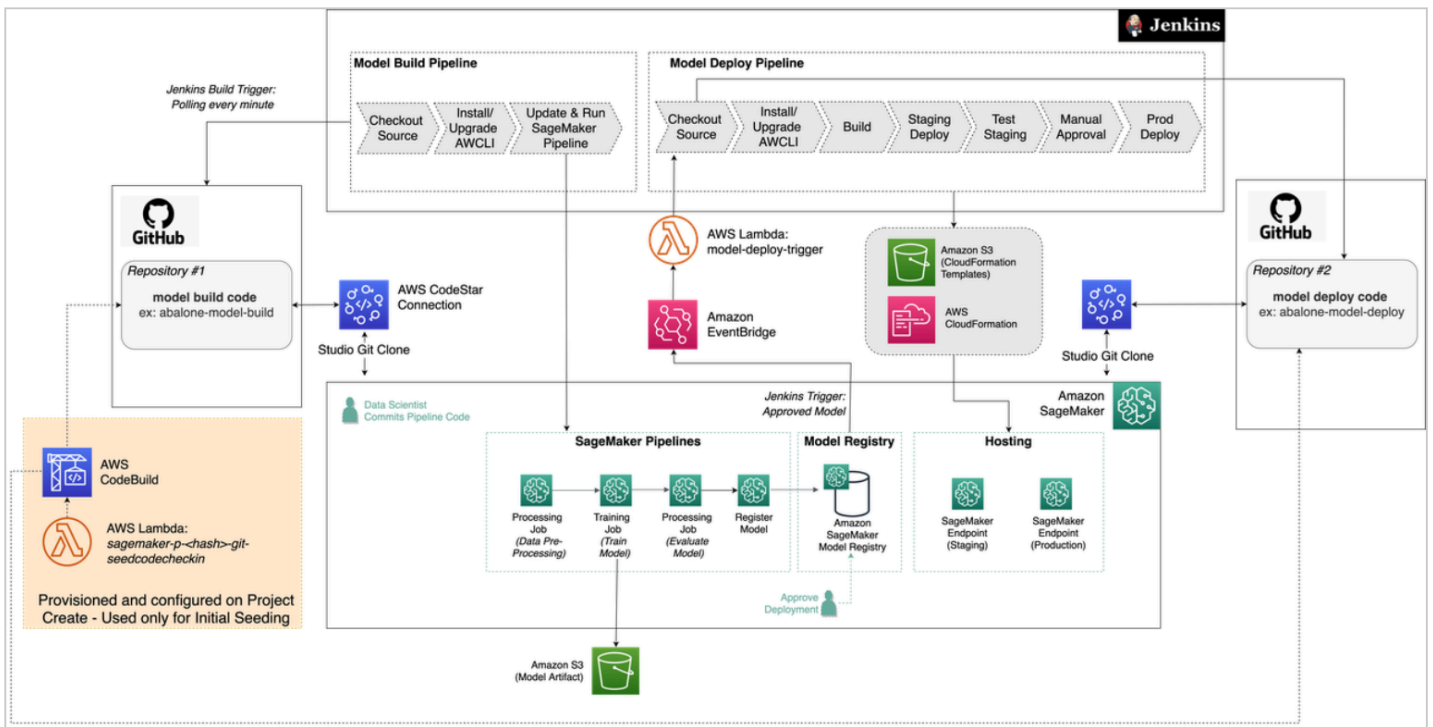 Jenkins
Model Build Pipeline
Model Deploy Pipeline
Jenkins Build Trigger:
Polling every minute
Checkout
Source
Install/
Upgrade
AWCLI
Update & Run
SageMaker
Pipeline
Checkout
Source
Install/
Upgrade
AWCLI
Build
Staging
Deploy
Test
Staging
Manual
Approval
Prod
Deploy
GitHub
Repository #1
model build code
ex: abalone-model-build
AWS CodeStar
Connection
Studio Git Clone
AWS Lambda:
model-deploy-trigger
Amazon
EventBridge
Amazon S3
(CloudFormation
Templates)
AWS
CloudFormation
Studio Git Clone
GitHub
Repository #2
model deploy code
ex: abalone-model-deploy
Data Scientist
Commits Pipeline Code
Jenkins Trigger:
Approved Model
Amazon
SageMaker
SageMaker Pipelines
Model Registry
Hosting
Processing
Job
(Data Pre-
Processing)
Training
Job
(Train
Model)
Processing
Job
(Evaluate
Model)
Register
Model
Amazon
SageMaker
Model Registry
SageMaker
Endpoint
(Staging)
SageMaker
Endpoint
(Production)
Approve
Deployment
AWS
CodeBuild
AWS Lambda:
sagemaker-p-<hash>-git-
seedcodecheckin
Provisioned and configured on Project
Create - Used only for Initial Seeding
Amazon S3
(Model Artifact)